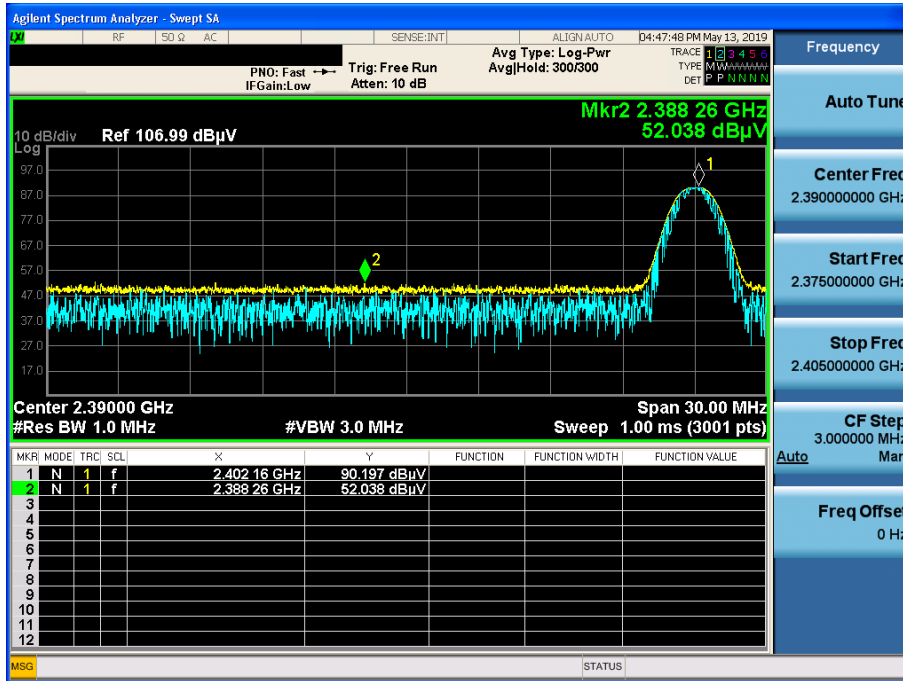 Agilent Spectrum Analyzer - Swept SA
LXI RF 50 Ω AC SENSE:INT ALIGN AUTO 04:47:48 PM May 13, 2019
PNO: Fast
IFGain:Low
Trig: Free Run
Atten: 10 dB
Avg Type: Log-Pwr
Avg|Hold: 300/300
TRACE 1 2 3 4 5 6
TYPE M WWWWW
DET P P N N N N
Mkr2 2.388 26 GHz
52.038 dBµV
10 dB/div Ref 106.99 dBµV
Log
97.0
87.0
77.0
67.0
57.0
47.0
37.0
27.0
17.0
1
2
Center 2.39000 GHz Span 30.00 MHz
#Res BW 1.0 MHz #VBW 3.0 MHz Sweep 1.00 ms (3001 pts)
MKR MODE TRC SCL X Y FUNCTION FUNCTION WIDTH FUNCTION VALUE
1 N 1 f 2.402 16 GHz 90.197 dBµV
2 N 1 f 2.388 26 GHz 52.038 dBµV
3
4
5
6
7
8
9
10
11
12
MSG STATUS
Frequency
Auto Tune
Center Freq
2.390000000 GHz
Start Freq
2.375000000 GHz
Stop Freq
2.405000000 GHz
CF Step
3.000000 MHz
Auto Man
Freq Offset
0 Hz